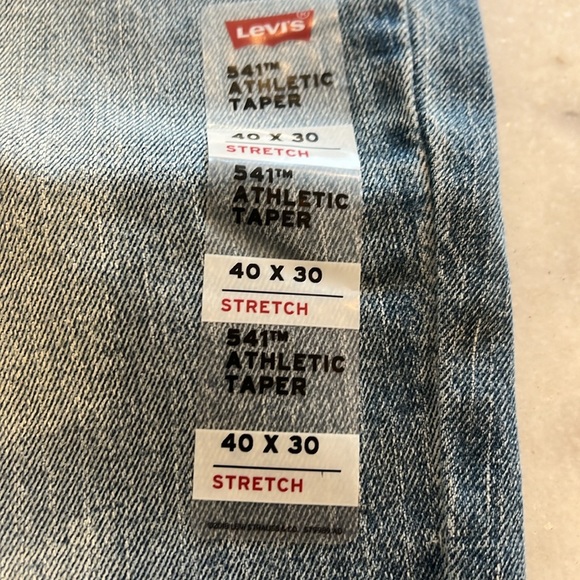 Levi's®
541™
ATHLETIC
TAPER
40 X 30
STRETCH
541™
ATHLETIC
TAPER
40 X 30
STRETCH
541™
ATHLETIC
TAPER
40 X 30
STRETCH